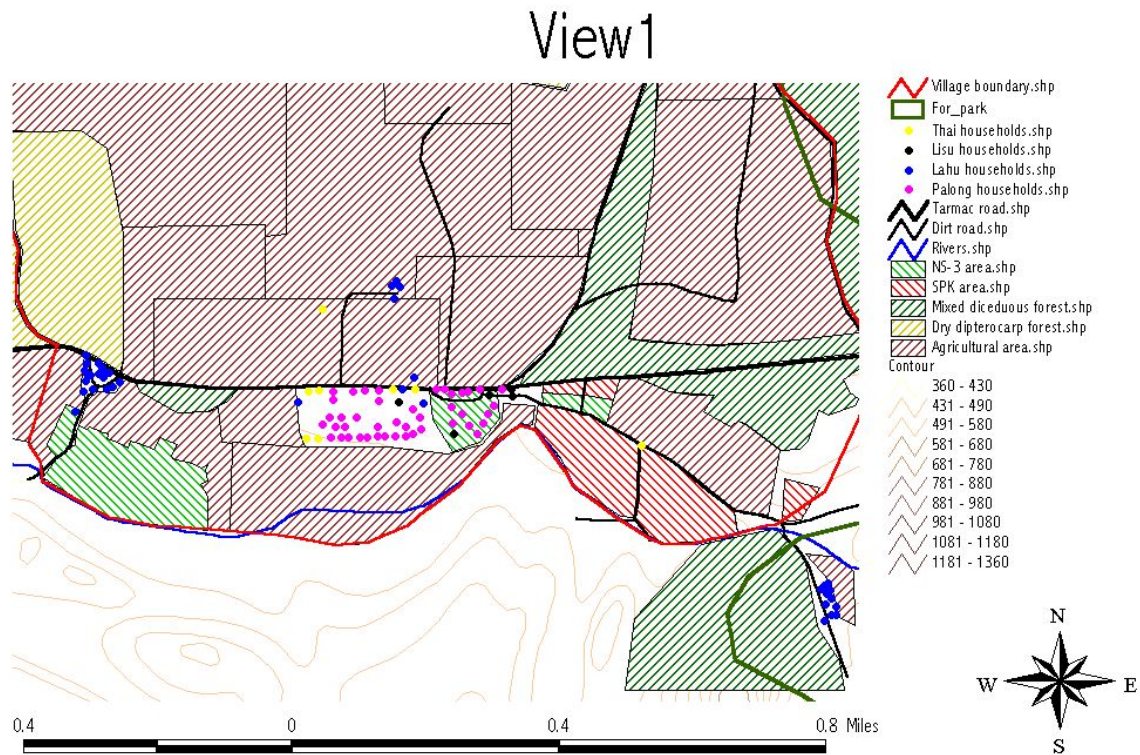 View1
Village boundary.shp
For_park
Thai households.shp
Lisu households.shp
Lahu households.shp
Palong households.shp
Tarmac road.shp
Dirt road.shp
Rivers.shp
NS-3 area.shp
SPK area.shp
Mixed diceduous forest.shp
Dry dipterocarp forest.shp
Agricultural area.shp
Contour
360 - 430
431 - 490
491 - 580
581 - 680
681 - 780
781 - 880
881 - 980
981 - 1080
1081 - 1180
1181 - 1360
N
W E
S
0.4 0 0.4 0.8 Miles